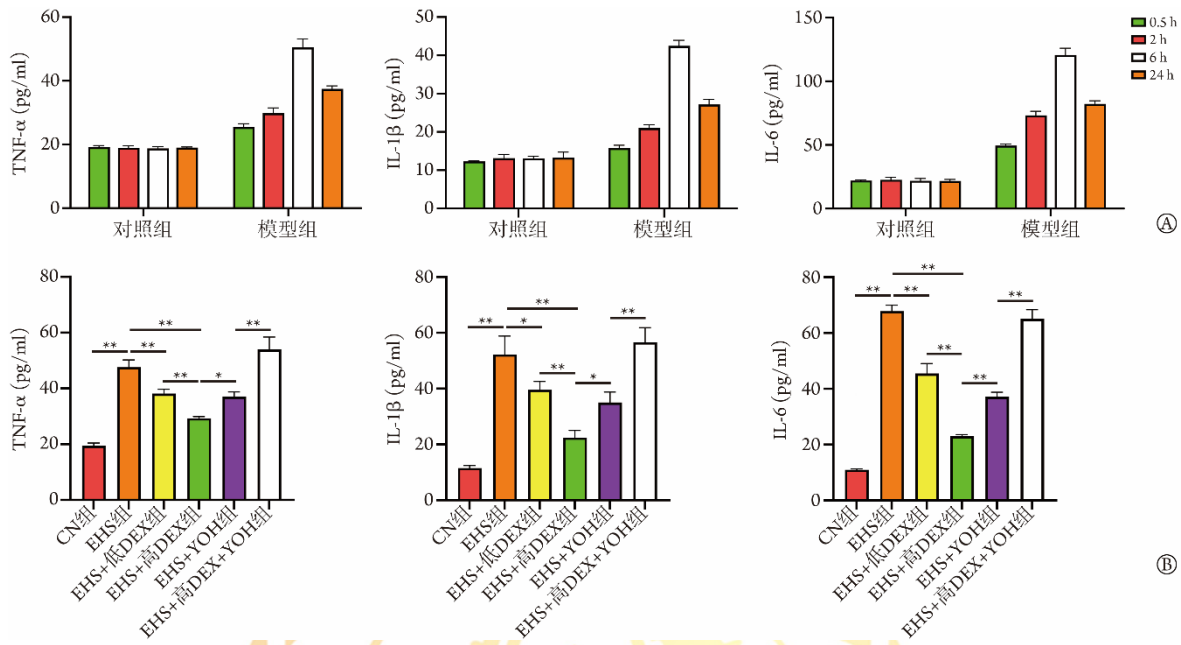 TNF-α (pg/ml)
60
40
20
0
对照组
模型组
IL-1β (pg/ml)
50
40
30
20
10
0
对照组
模型组
IL-6 (pg/ml)
150
100
50
0
对照组
模型组
0.5 h
2 h
6 h
24 h
Ⓐ
TNF-α (pg/ml)
80
60
40
20
0
**
** ** **
** *
CN组
EHS组
EHS+低DEX组
EHS+高DEX组
EHS+YOH组
EHS+高DEX+YOH组
IL-1β (pg/ml)
80
60
40
20
0
**
** * **
** *
CN组
EHS组
EHS+低DEX组
EHS+高DEX组
EHS+YOH组
EHS+高DEX+YOH组
IL-6 (pg/ml)
80
60
40
20
0
**
** ** **
**
**
CN组
EHS组
EHS+低DEX组
EHS+高DEX组
EHS+YOH组
EHS+高DEX+YOH组
Ⓑ